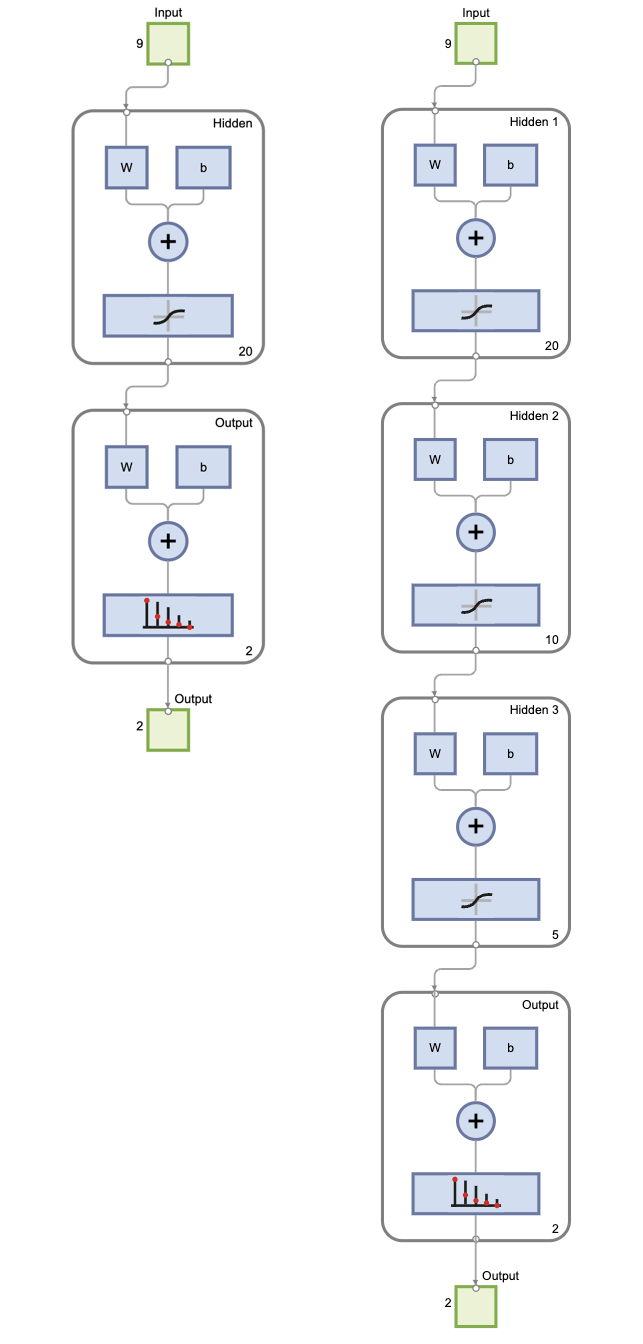 Input
9
Hidden
W
b
+
20
Output
W
b
+
2
Output
2
Input
9
Hidden 1
W
b
+
20
Hidden 2
W
b
+
10
Hidden 3
W
b
+
5
Output
W
b
+
2
Output
2